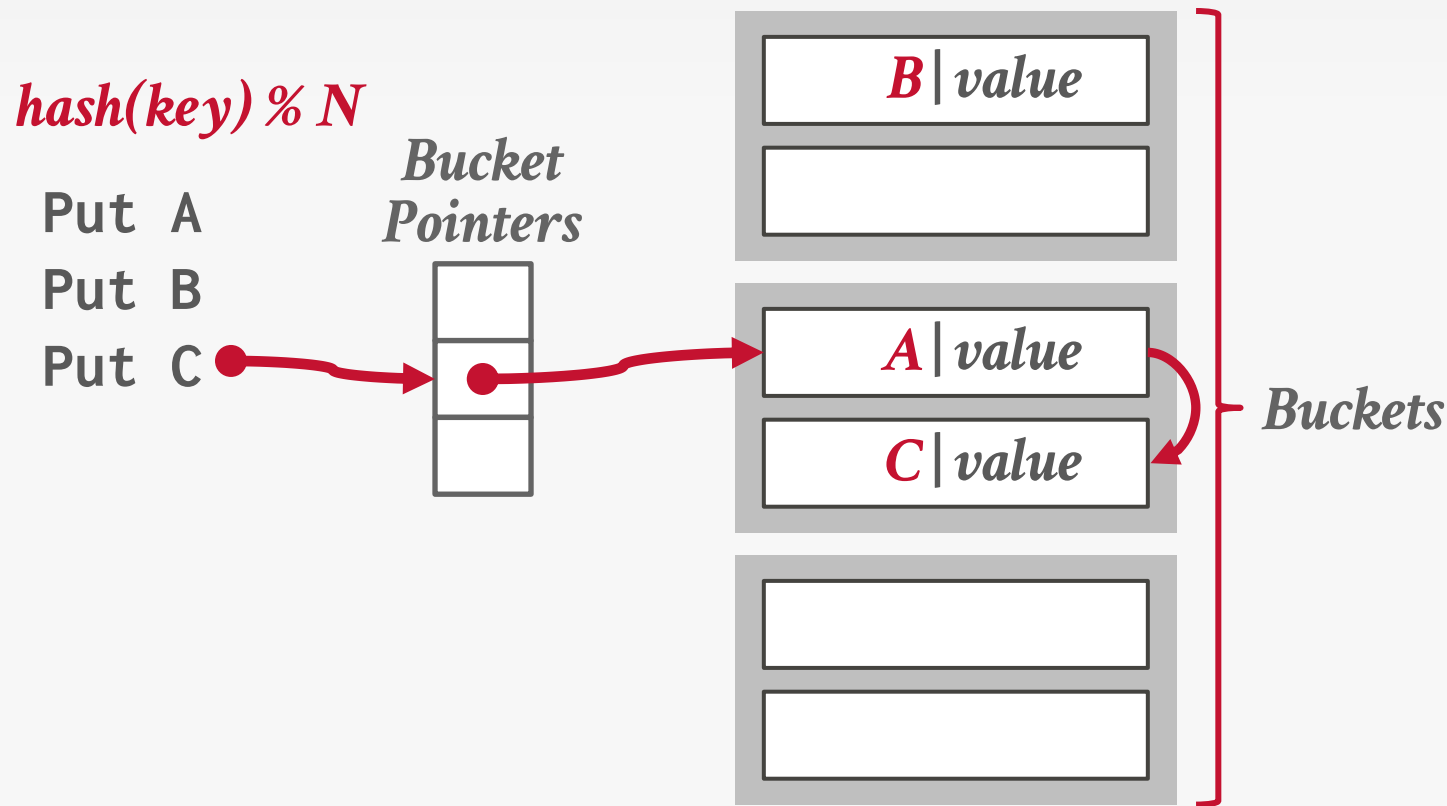 hash(key) % N
Put A
Put B
Put C
Bucket
Pointers
B|value
A|value
C|value
Buckets